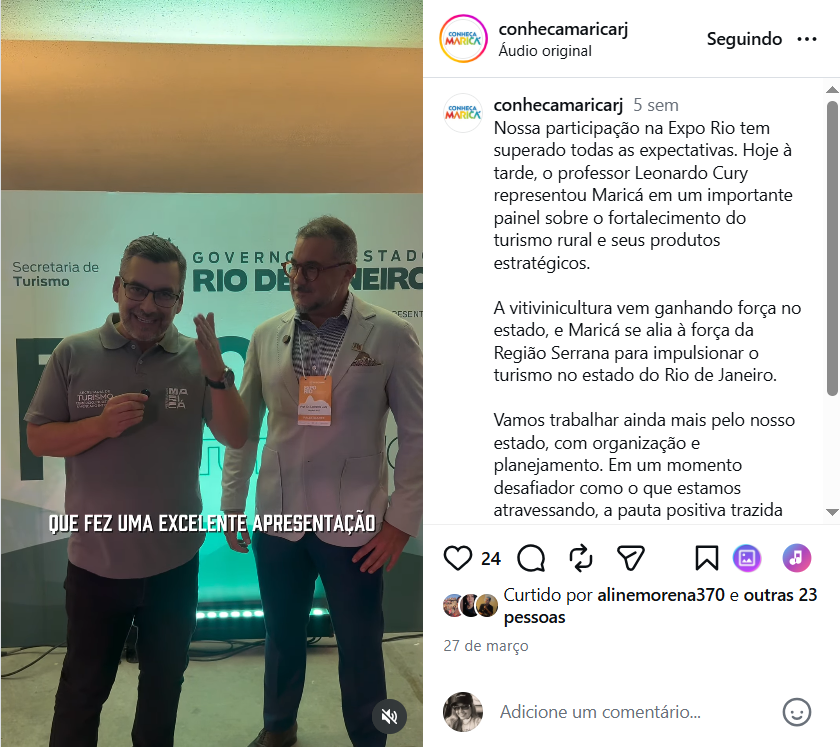 conhecamaricarj
Áudio original
Seguindo
CONHEÇA
MARICÁ
conhecamaricarj 5 sem
Nossa participação na Expo Rio tem
superado todas as expectativas. Hoje à
tarde, o professor Leonardo Cury
representou Maricá em um importante
painel sobre o fortalecimento do
turismo rural e seus produtos
estratégicos.
A vitivinicultura vem ganhando força no
estado, e Maricá se alia à força da
Região Serrana para impulsionar o
turismo no estado do Rio de Janeiro.
Vamos trabalhar ainda mais pelo nosso
estado, com organização e
planejamento. Em um momento
desafiador como o que estamos
atravessando, a pauta positiva trazida
24
Curtido por alinemorena370 e outras 23
pessoas
27 de março
Adicione um comentário...
Secretaria de
Turismo
GOVERNO ESTADO
RIO DE JANEIRO
SECRETARIA DE
TURISMO
QUE FEZ UMA EXCELENTE APRESENTAÇÃO